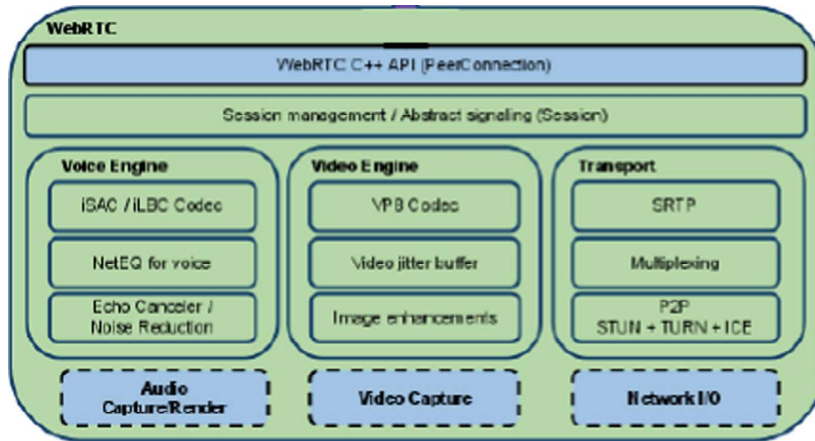 WebRTC
WebRTC C++ API (PeerConnection)
Session management / Abstract signaling (Session)
Voice Engine
iSAC / iLBC Codec
NetEQ for voice
Echo Canceler /
Noise Reduction
Video Engine
VP8 Codec
Video jitter buffer
Image enhancements
Transport
SRTP
Multiplexing
P2P
STUN + TURN + ICE
Audio
Capture/Render
Video Capture
Network I/O